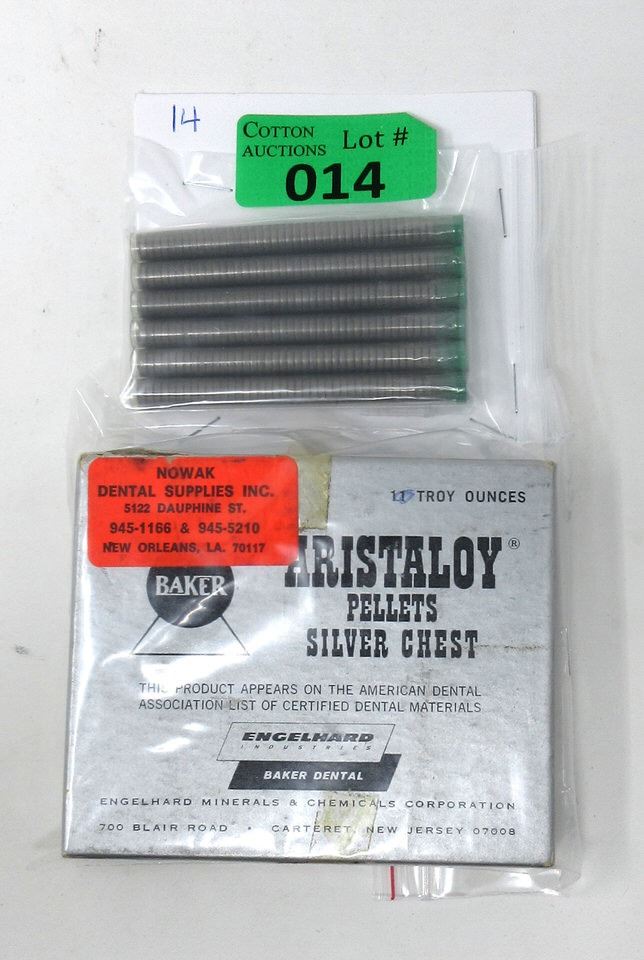 14
COTTON AUCTIONS Lot #
014
NOWAK
DENTAL SUPPLIES INC.
5122 DAUPHINE ST.
945-1166 & 945-5210
NEW ORLEANS, LA. 70117
TROY OUNCES
BAKER
ARISTALOY®
PELLETS
SILVER CHEST
THIS PRODUCT APPEARS ON THE AMERICAN DENTAL
ASSOCIATION LIST OF CERTIFIED DENTAL MATERIALS
ENGELHARD
INDUSTRIES
BAKER DENTAL
ENGELHARD MINERALS & CHEMICALS CORPORATION
700 BLAIR ROAD • CARTERET, NEW JERSEY 07008